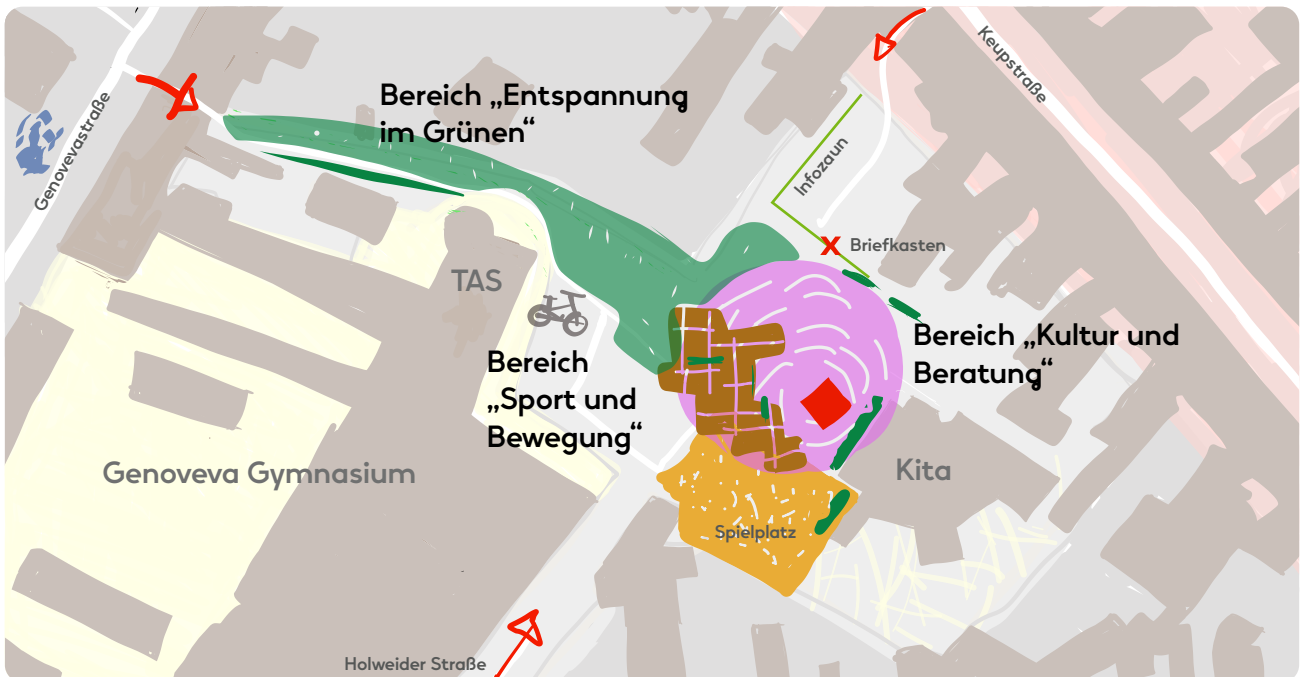 Genovevastraße
Keupstraße
Bereich „Entspannung
im Grünen“
Infozaun
X Briefkasten
TAS
Bereich „Kultur und
Beratung“
Bereich
„Sport und
Bewegung“
Genoveva Gymnasium
Kita
Spielplatz
Holweider Straße